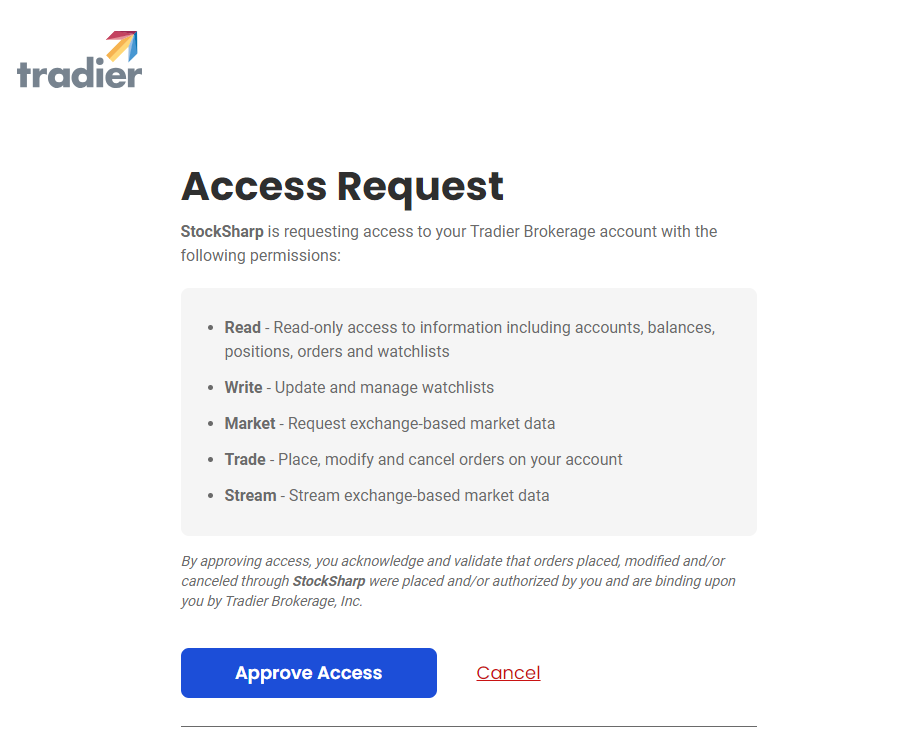 tradier
Access Request
StockSharp is requesting access to your Tradier Brokerage account with the
following permissions:
• Read - Read-only access to information including accounts, balances,
positions, orders and watchlists
• Write - Update and manage watchlists
• Market - Request exchange-based market data
• Trade - Place, modify and cancel orders on your account
• Stream - Stream exchange-based market data
By approving access, you acknowledge and validate that orders placed, modified and/or
canceled through StockSharp were placed and/or authorized by you and are binding upon
you by Tradier Brokerage, Inc.
Approve Access
Cancel